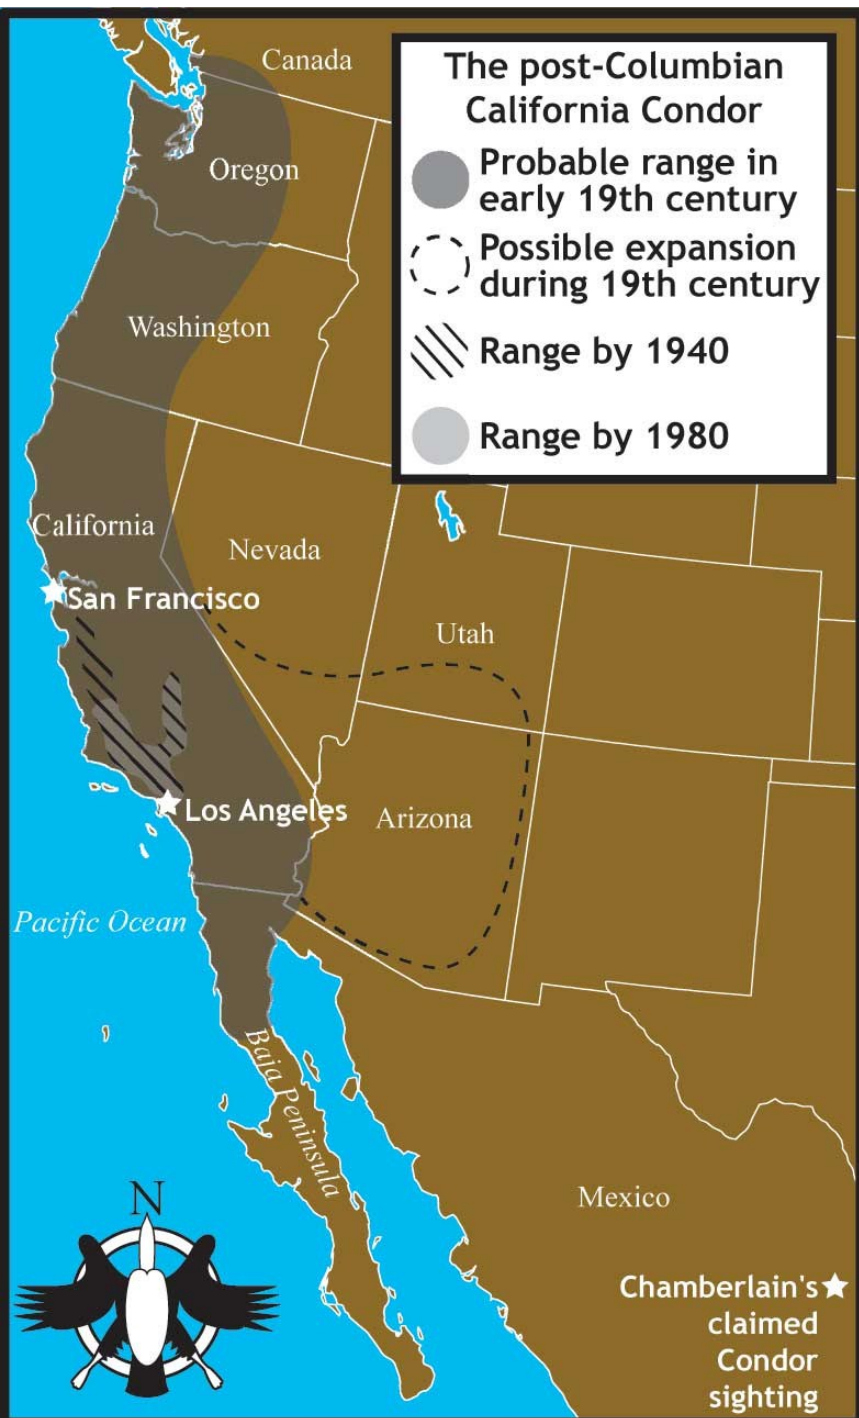 The post-Columbian
California Condor
Probable range in
early 19th century
Possible expansion
during 19th century
Range by 1940
Range by 1980
Canada
Oregon
Washington
California
Nevada
San Francisco
Utah
Los Angeles
Arizona
Pacific Ocean
Baja Peninsula
N
Mexico
Chamberlain's
claimed
Condor
sighting